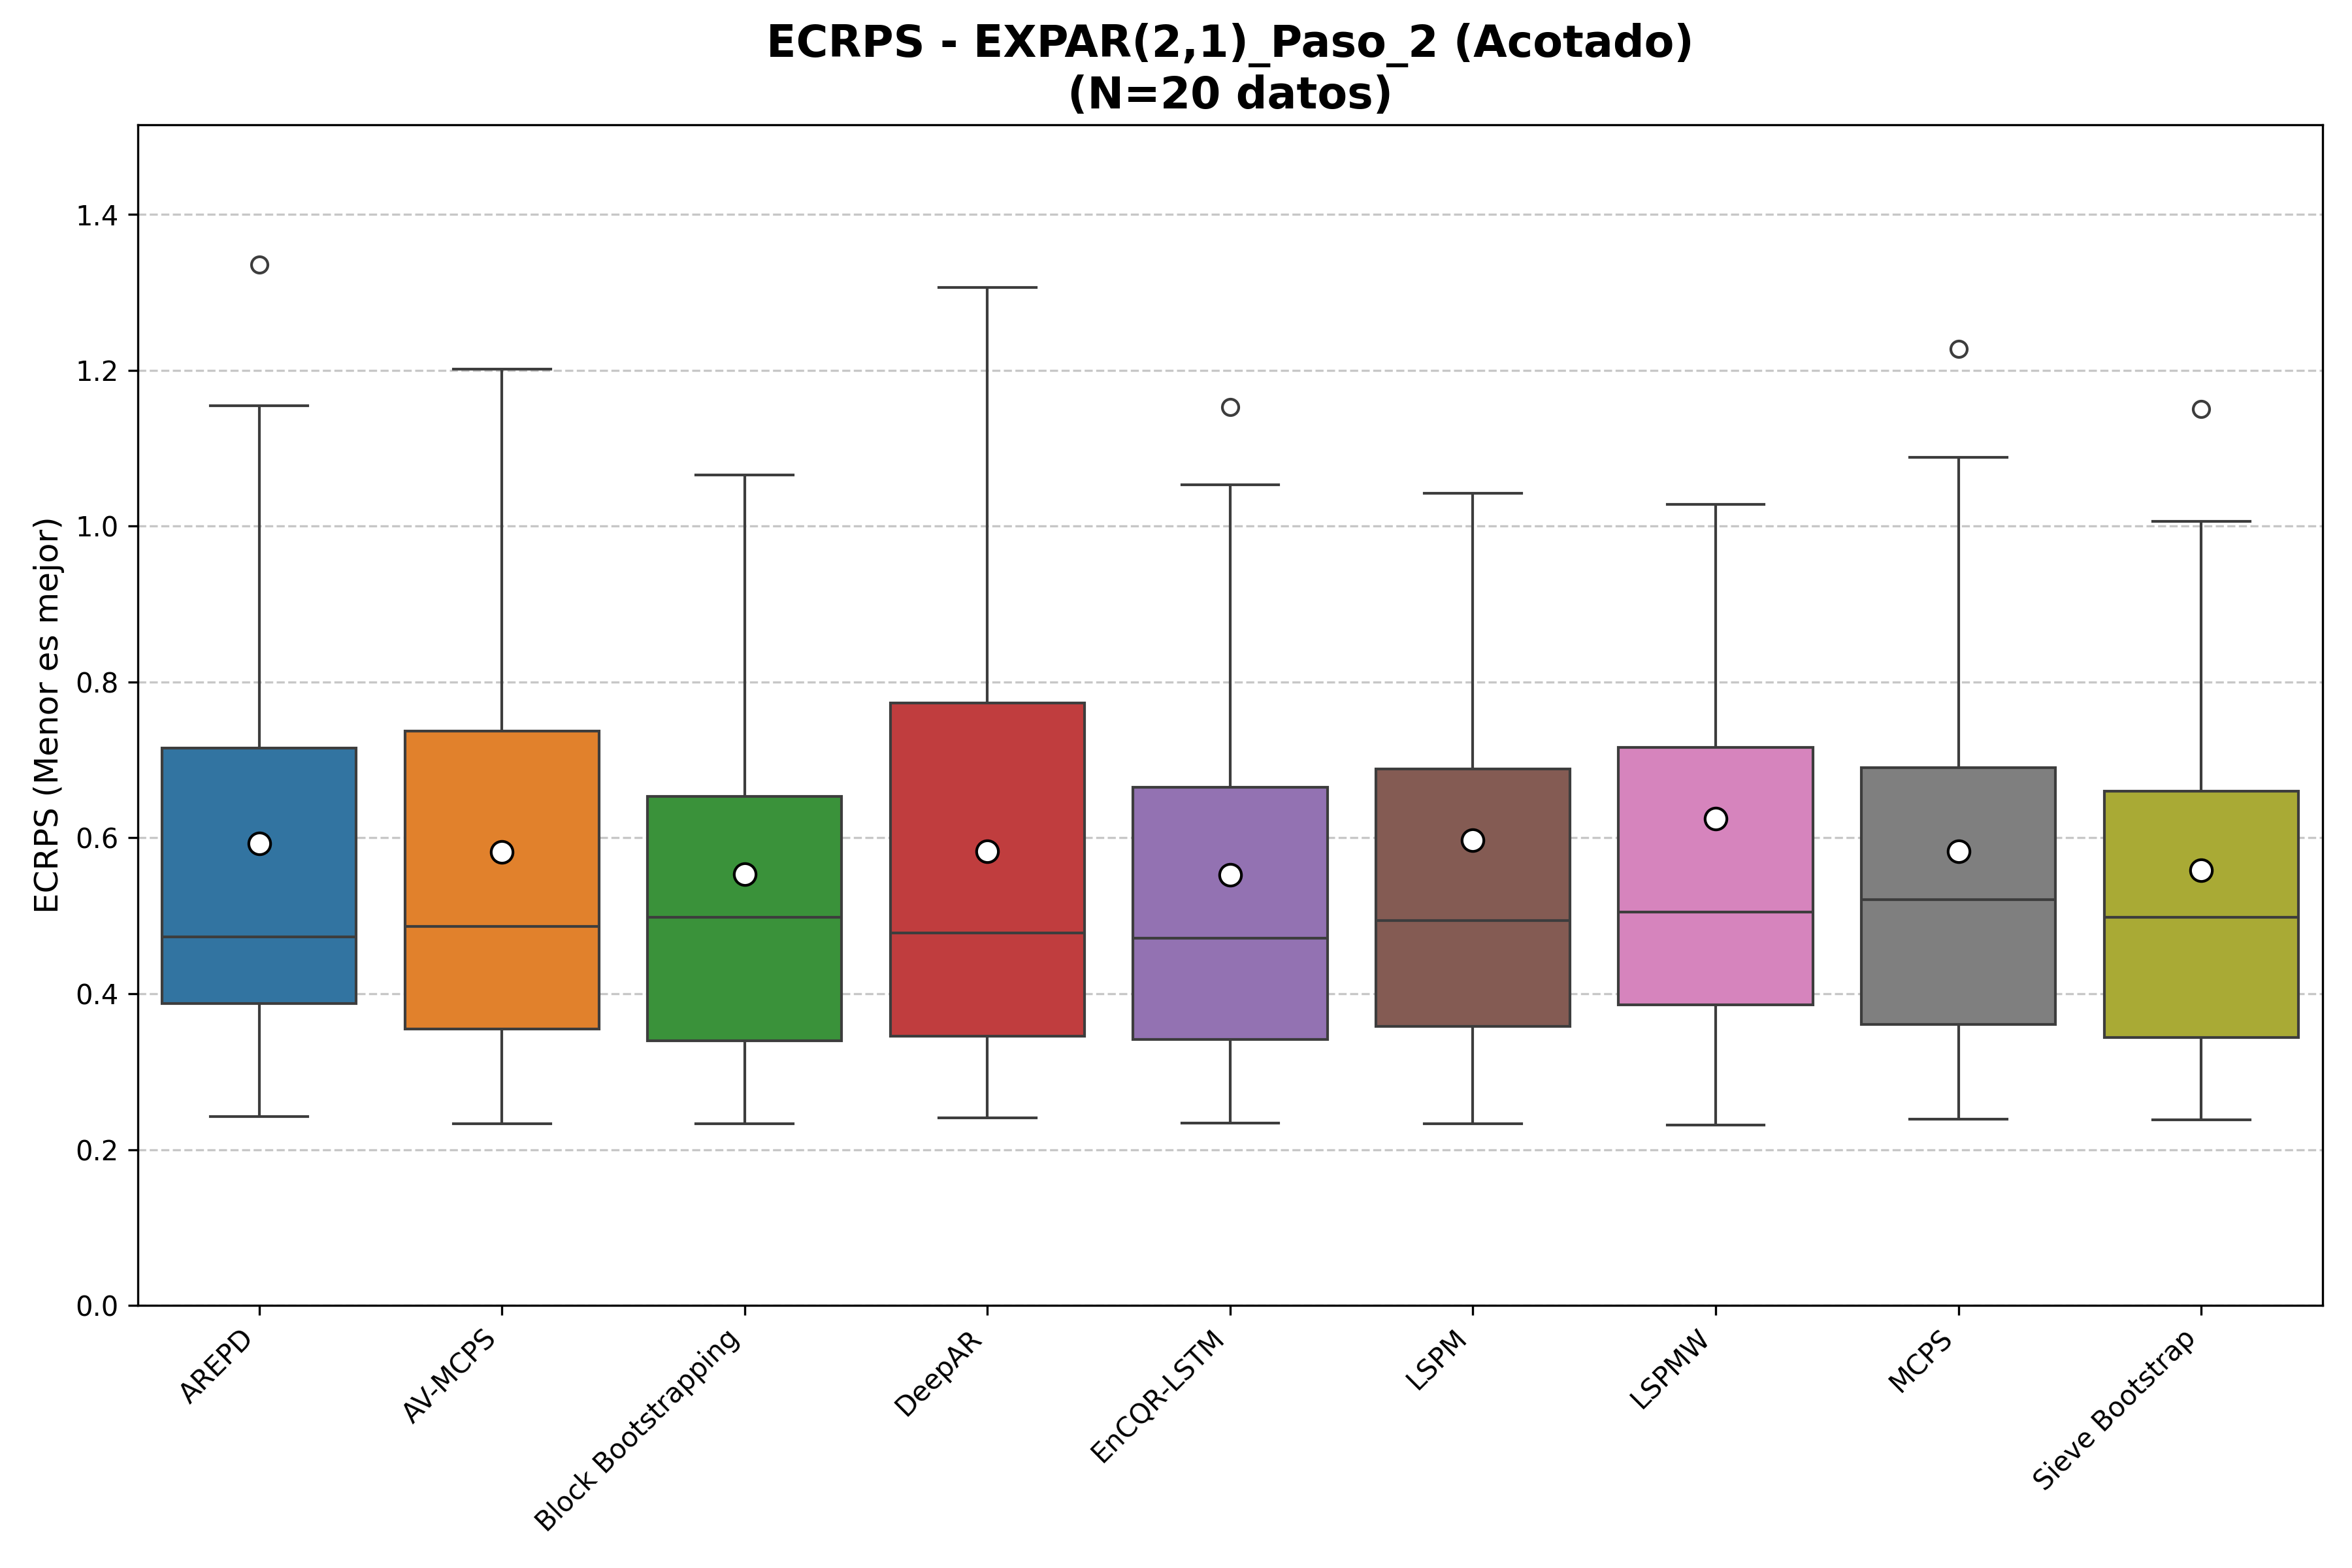 ECRPS - EXPAR(2,1)_Paso_2 (Acotado)
(N=20 datos)
ECRPS (Menor es mejor)
1.4
1.2
1.0
0.8
0.6
0.4
0.2
0.0
AREPD
AV-MCPS
Block Bootstrapping
DeepAR
EnCQR-LSTM
LSPM
LSPMW
MCPS
Sieve Bootstrap